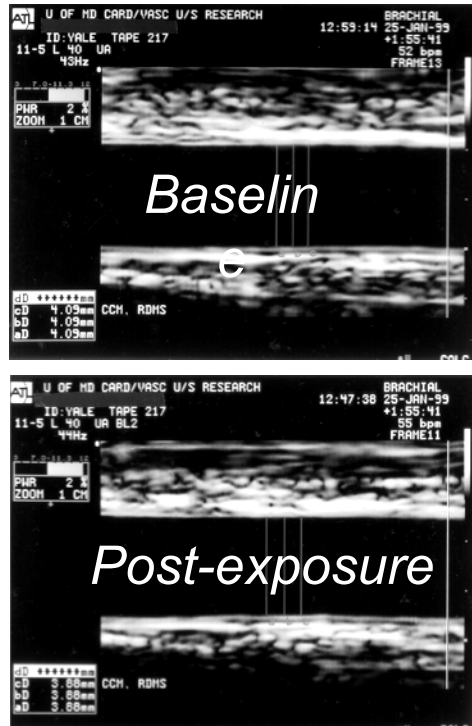 ATL U OF MD CARD/VASC U/S RESEARCH BRACHIAL
12:59:14 25-JAN-99
ID:YALE TAPE 217 +1:55:41
11-5 L 40 UA 52 bpm
43Hz FRAME13
PWR 2 %
ZOOM 1 CM
Baselin
e
dD ++++++mm
cD 4.09mm CCM, RDMS
bD 4.09mm
aD 4.09mm
ATL U OF MD CARD/VASC U/S RESEARCH BRACHIAL
12:47:38 25-JAN-99
ID:YALE TAPE 217 +1:55:41
11-5 L 40 UA BL2 55 bpm
44Hz FRAME11
PWR 2 %
ZOOM 1 CM
Post-exposure
dD ++++++mm
cD 3.88mm CCM, RDMS
bD 3.88mm
aD 3.88mm